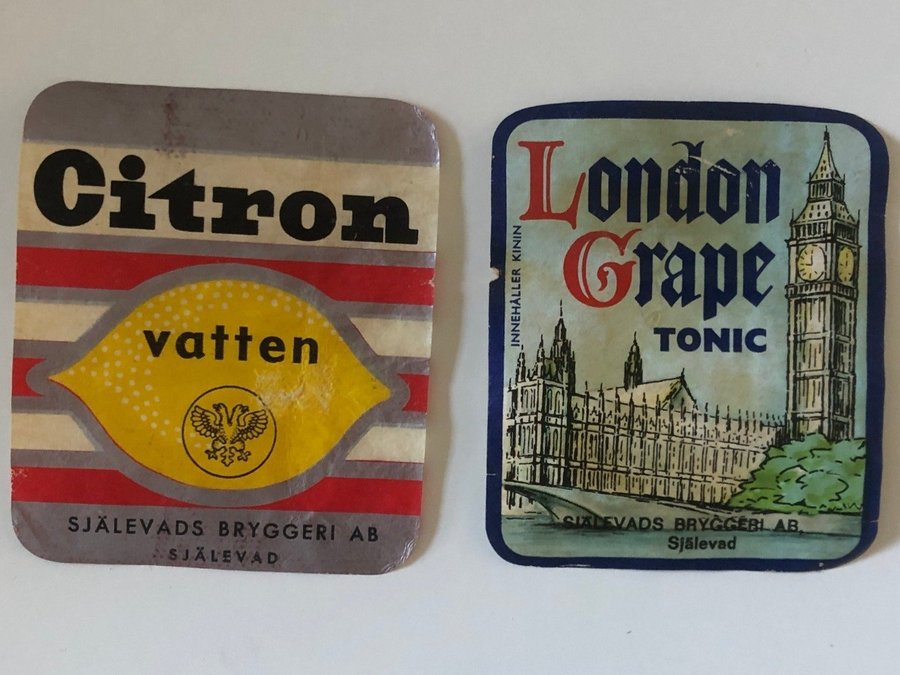 Citron
vatten
SJÄLEVADS BRYGGERI AB
SJÄLEVAD
London
Grape
TONIC
INNEHÅLLER KININ
SJÄLEVADS BRYGGERI AB,
Själevad